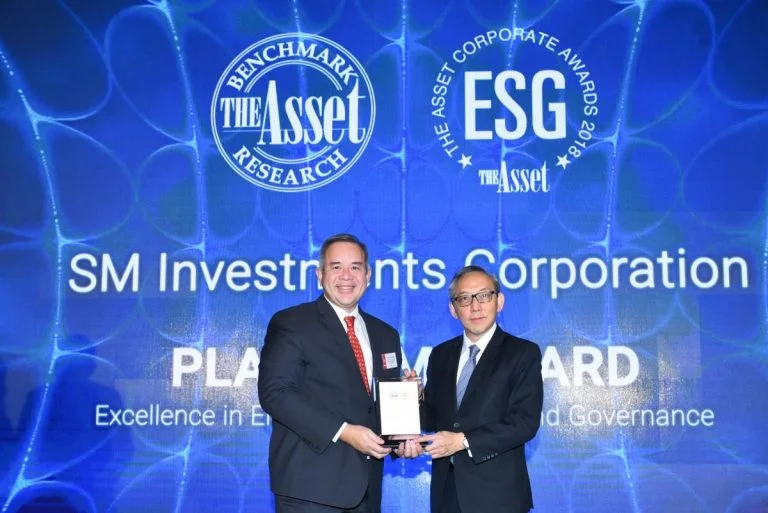 BENCHMARK
THE Asset
RESEARCH
THE ASSET CORPORATE AWARDS 2018
ESG
THE Asset
SM Investments Corporation
PLA M ARD
Excellence in E nd Governance